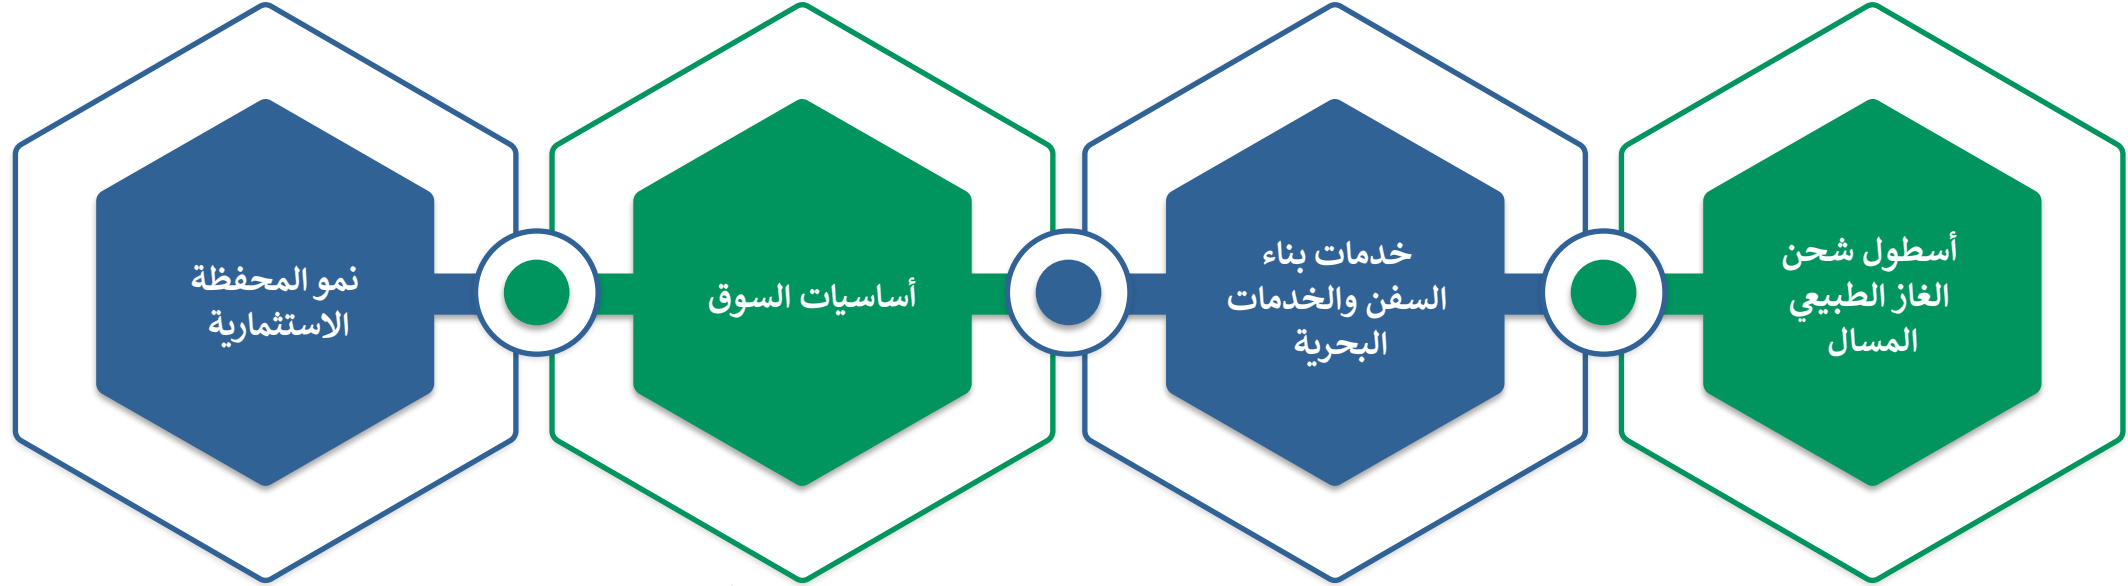 أسطول شحن
الغاز الطبيعي
المسال
خدمات بناء
السفن والخدمات
البحرية
أساسيات السوق
نمو المحفظة
الاستثمارية